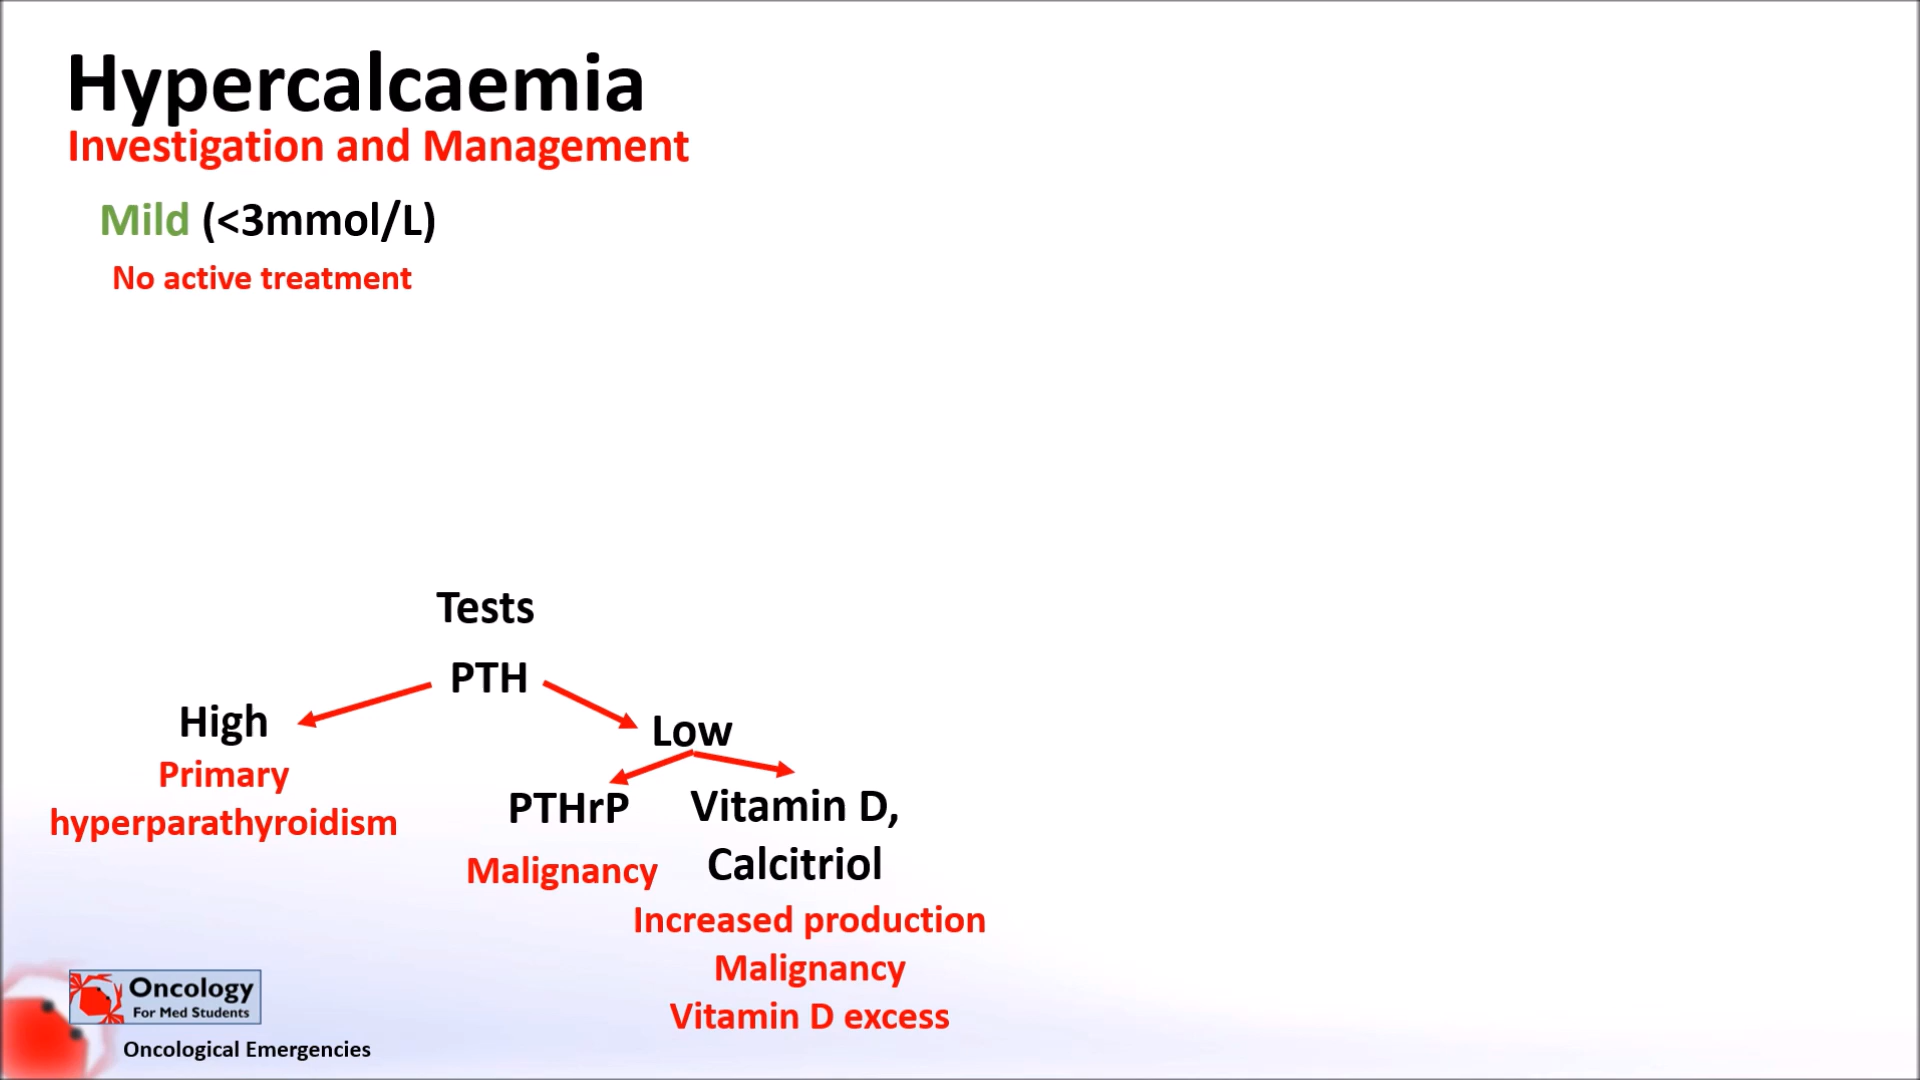 Hypercalcaemia
Investigation and Management
Mild (<3mmol/L)
No active treatment
Tests
PTH
High
Primary
hyperparathyroidism
Low
PTHrP
Malignancy
Vitamin D,
Calcitriol
Increased production
Malignancy
Vitamin D excess
Oncology
For Med Students
Oncological Emergencies